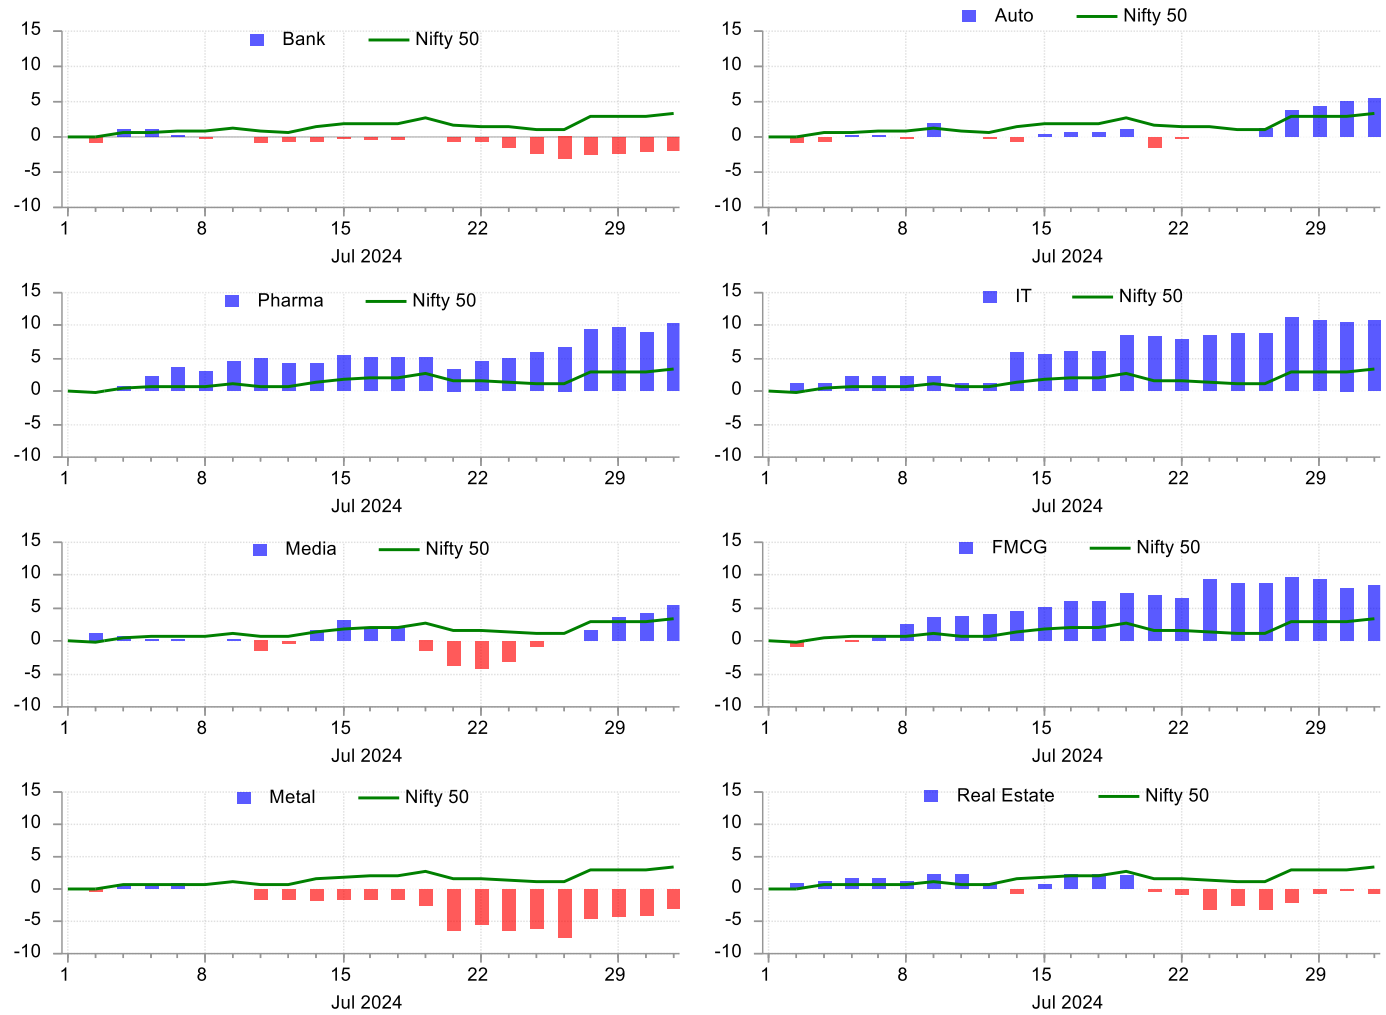 Bank Nifty 50
15
10
5
0
-5
-10
1 8 15 22 29
Jul 2024
Auto Nifty 50
15
10
5
0
-5
-10
1 8 15 22 29
Jul 2024
Pharma Nifty 50
15
10
5
0
-5
-10
1 8 15 22 29
Jul 2024
IT Nifty 50
15
10
5
0
-5
-10
1 8 15 22 29
Jul 2024
Media Nifty 50
15
10
5
0
-5
-10
1 8 15 22 29
Jul 2024
FMCG Nifty 50
15
10
5
0
-5
-10
1 8 15 22 29
Jul 2024
Metal Nifty 50
15
10
5
0
-5
-10
1 8 15 22 29
Jul 2024
Real Estate Nifty 50
15
10
5
0
-5
-10
1 8 15 22 29
Jul 2024